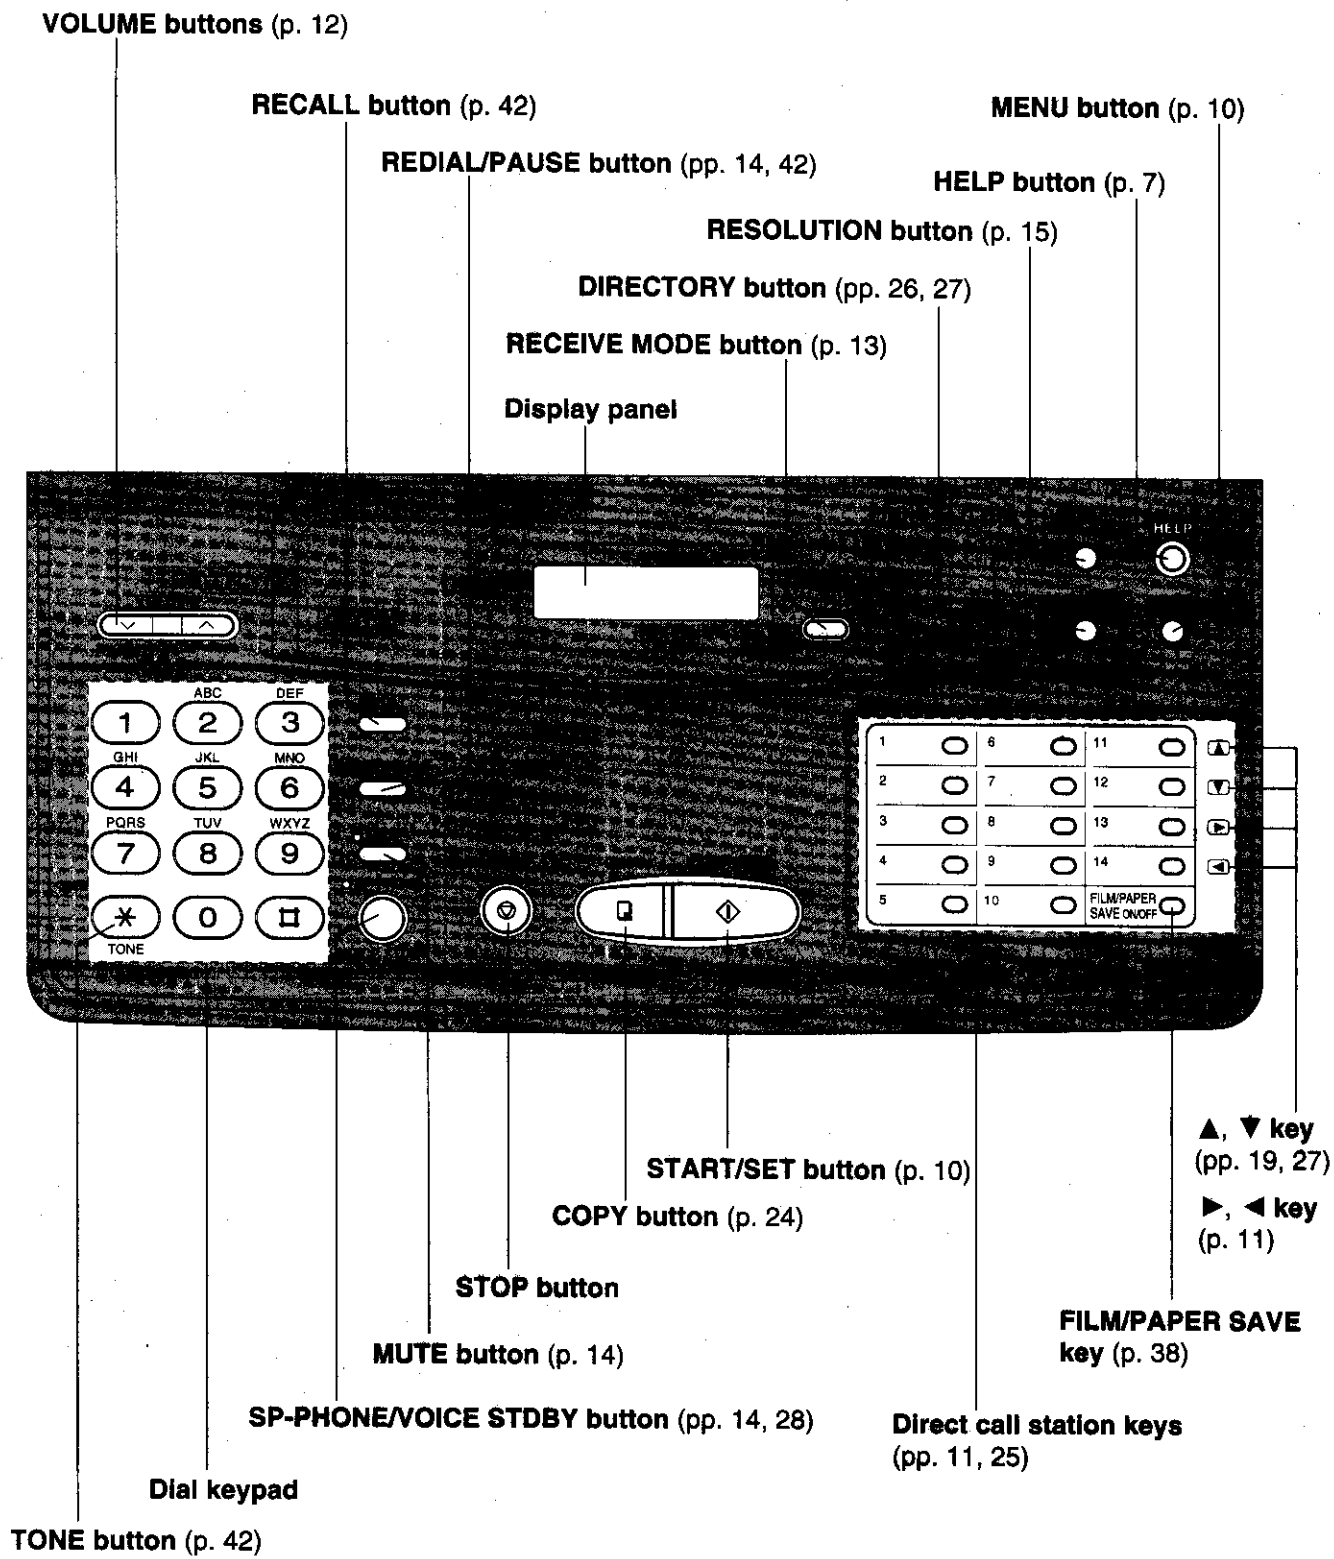 VOLUME buttons (p. 12)
RECALL button (p. 42)
MENU button (p. 10)
REDIAL/PAUSE button (pp. 14, 42)
HELP button (p. 7)
RESOLUTION button (p. 15)
DIRECTORY button (pp. 26, 27)
RECEIVE MODE button (p. 13)
Display panel
HELP
ABC DEF
1 2 3
GHI JKL MNO
4 5 6
PQRS TUV WXYZ
7 8 9
0
TONE
1 6 11
2 7 12
3 8 13
4 9 14
5 10 FILM/PAPER
SAVE ON/OFF
▲, ▼ key
(pp. 19, 27)
►, ◄ key
(p. 11)
START/SET button (p. 10)
COPY button (p. 24)
STOP button
FILM/PAPER SAVE
key (p. 38)
MUTE button (p. 14)
SP-PHONE/VOICE STDBY button (pp. 14, 28)
Direct call station keys
(pp. 11, 25)
Dial keypad
TONE button (p. 42)